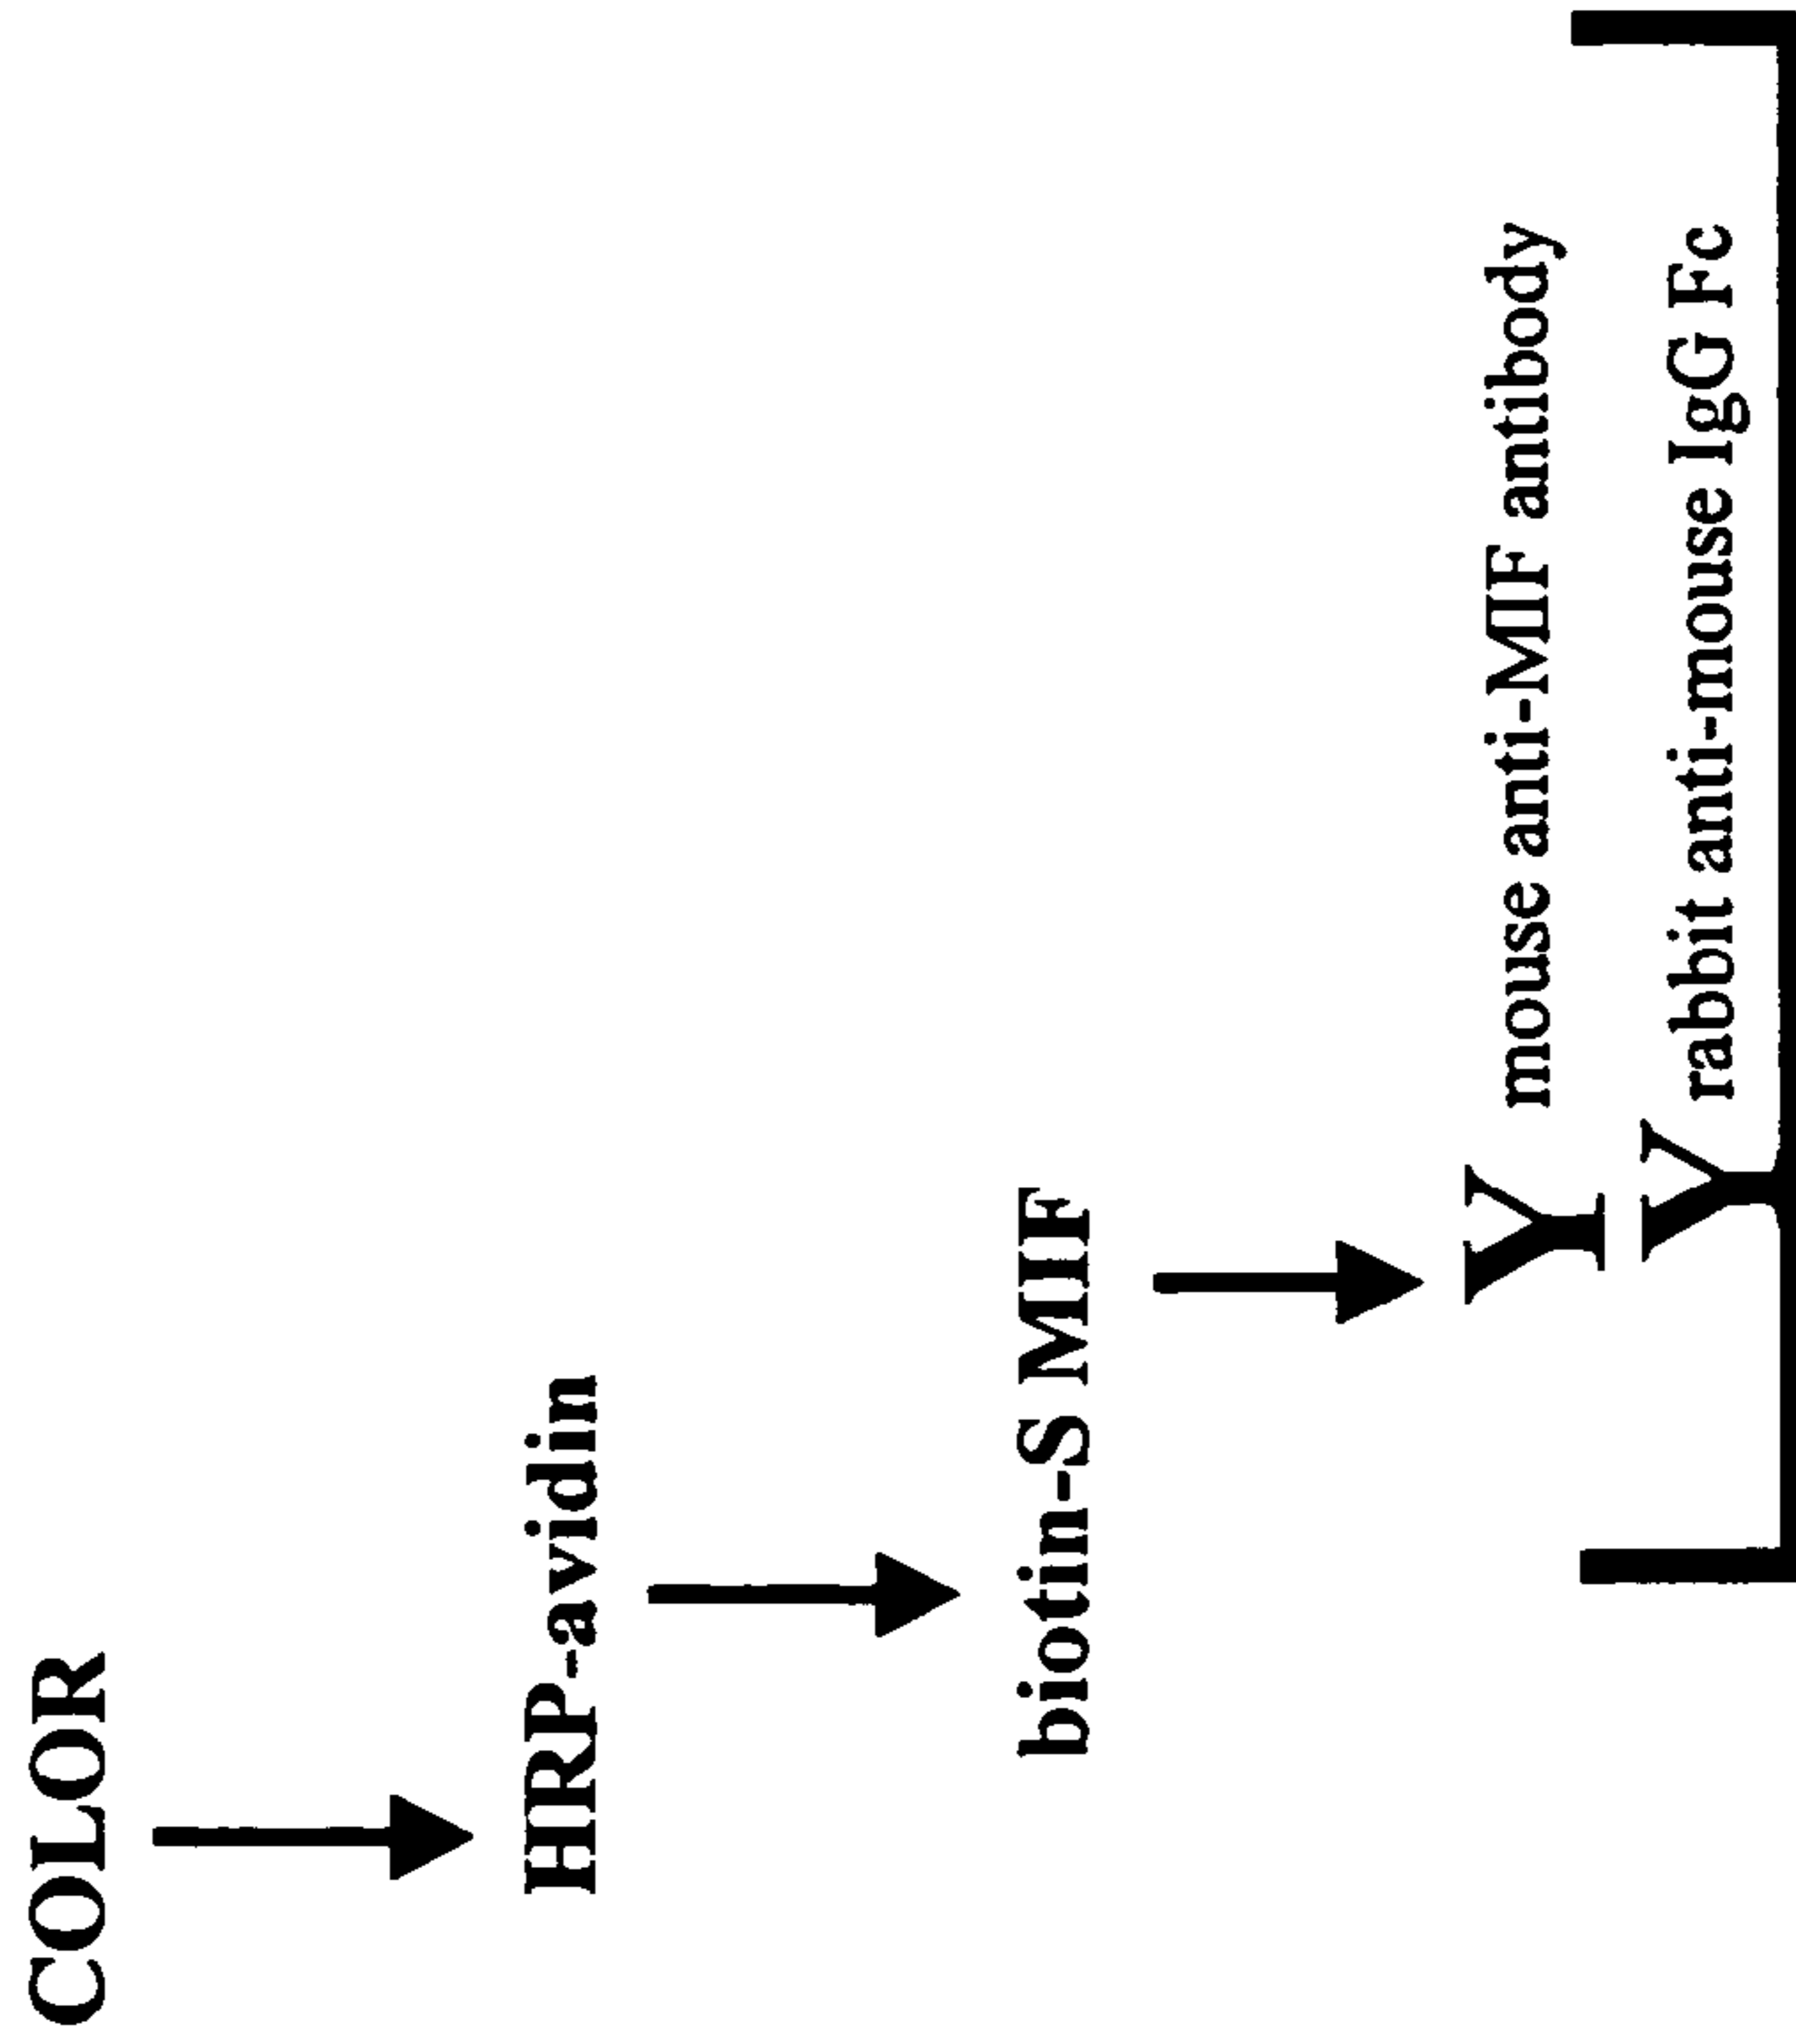 COLOR
HRP-avidin
biotin-S MIF
Y mouse anti-MIF antibody
Y rabbit anti-mouse IgG Fc